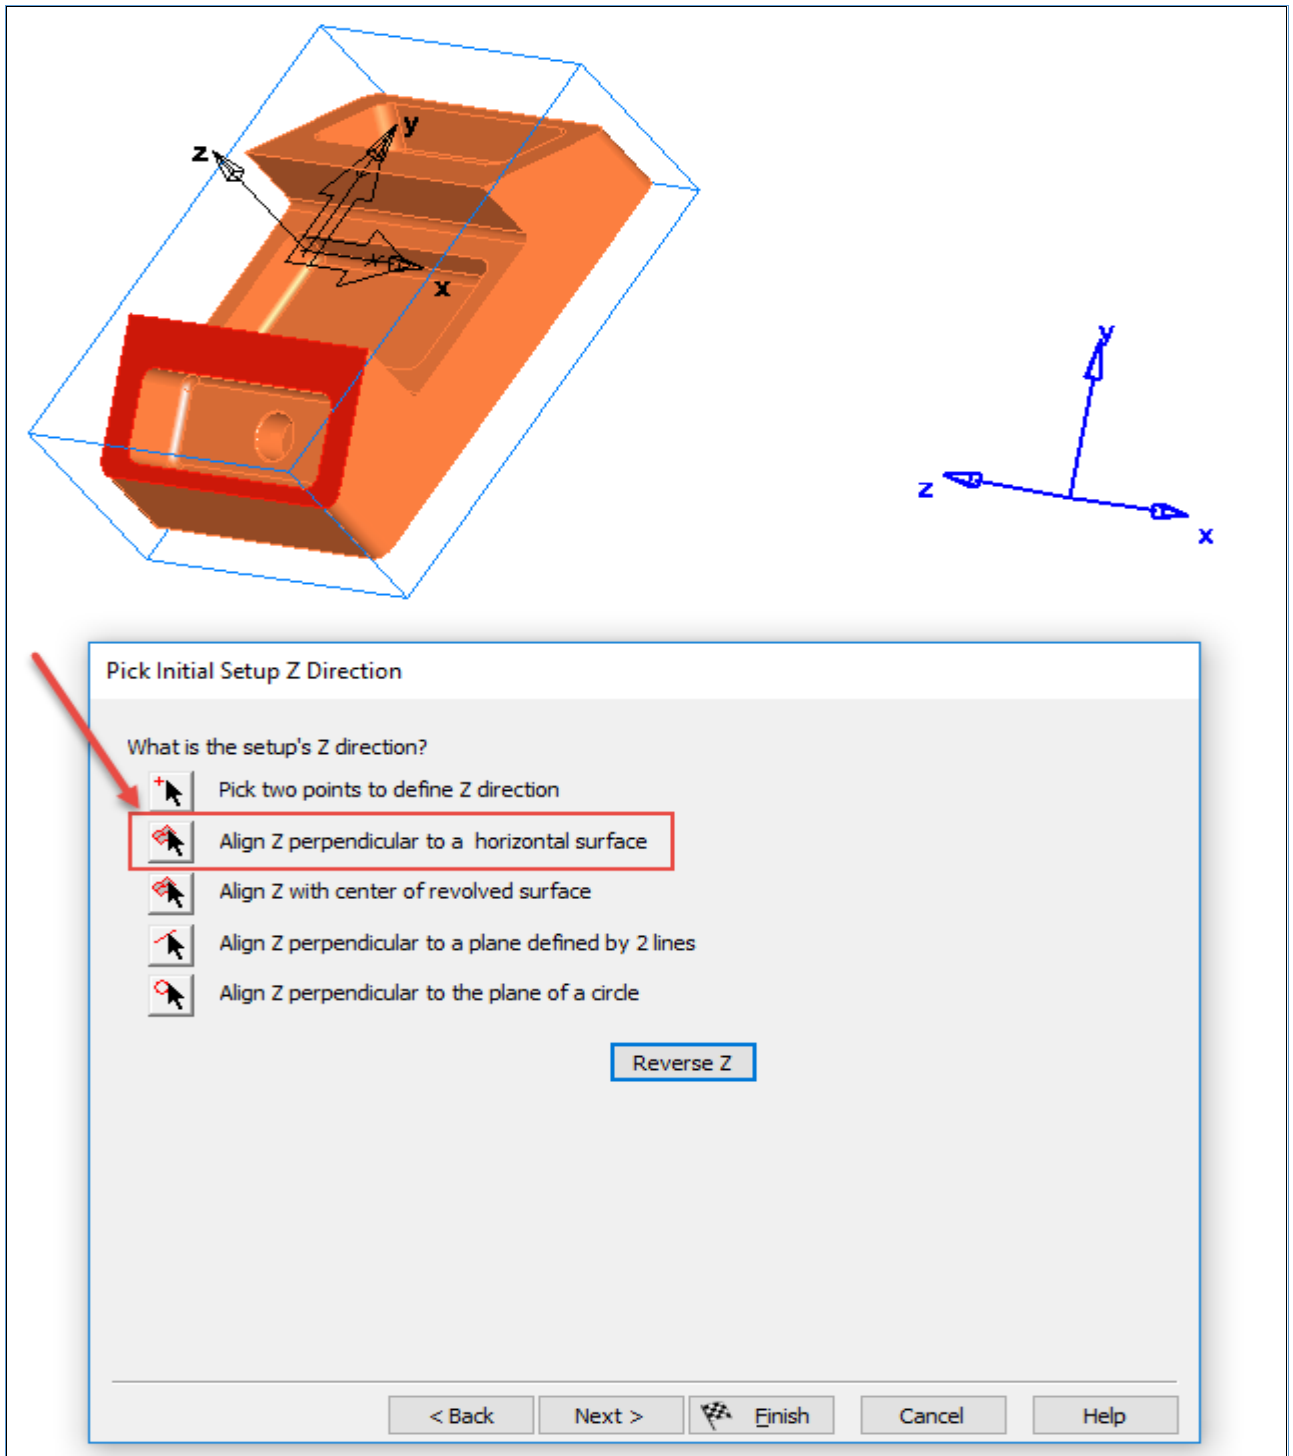 y
z
x
y
z
x
Pick Initial Setup Z Direction
What is the setup's Z direction?
Pick two points to define Z direction
Align Z perpendicular to a  horizontal surface
Align Z with center of revolved surface
Align Z perpendicular to a plane defined by 2 lines
Align Z perpendicular to the plane of a circle
Reverse Z
< Back Next > Finish Cancel Help